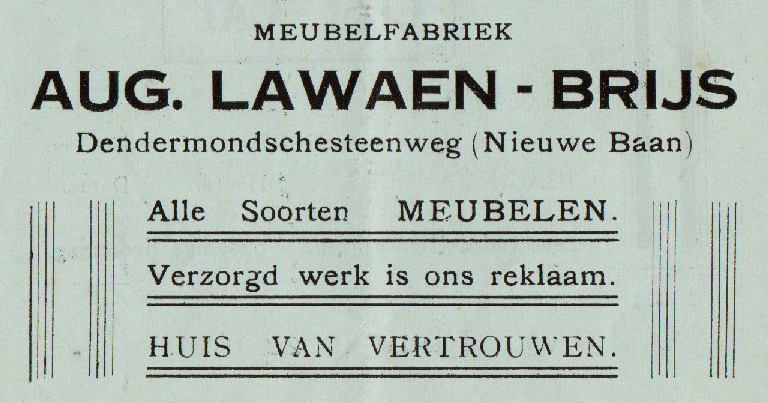 MEUBELFABRIEK
AUG. LAWAEN - BRIJS
Dendermondschesteenweg (Nieuwe Baan)
Alle Soorten MEUBELEN.
Verzorgd werk is ons reklaam.
HUIS VAN VERTROUWEN.